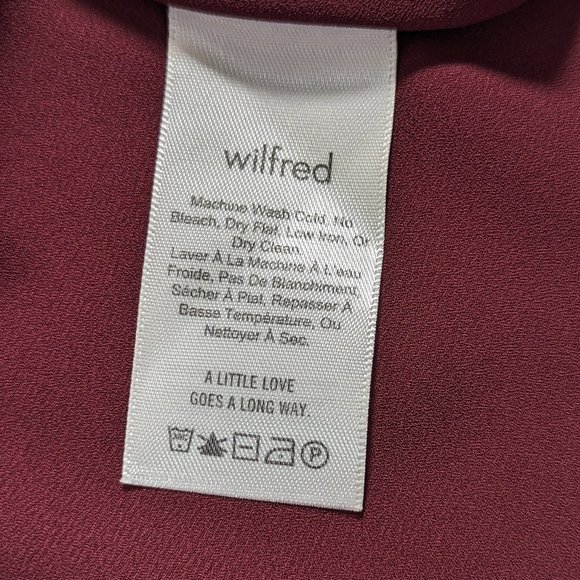 wilfred
Machine Wash Cold, No
Bleach, Dry Flat, Low Iron, Or
Dry Clean.
Laver À La Machine À L'eau
Froide, Pas De Blanchiment,
Sécher À Plat, Repasser À
Basse Température, Ou
Nettoyer À Sec.
A LITTLE LOVE
GOES A LONG WAY.
30C
P